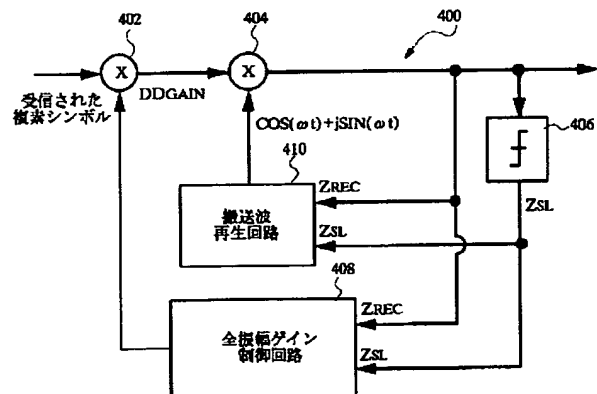 402
404
400
X
X
DDGAIN
受信された
複素シンボル
COS(ωt)+jSIN(ωt)
406
410
ZREC
ZSL
搬送波
再生回路
ZSL
408
ZREC
全振幅ゲイン
制御回路
ZSL